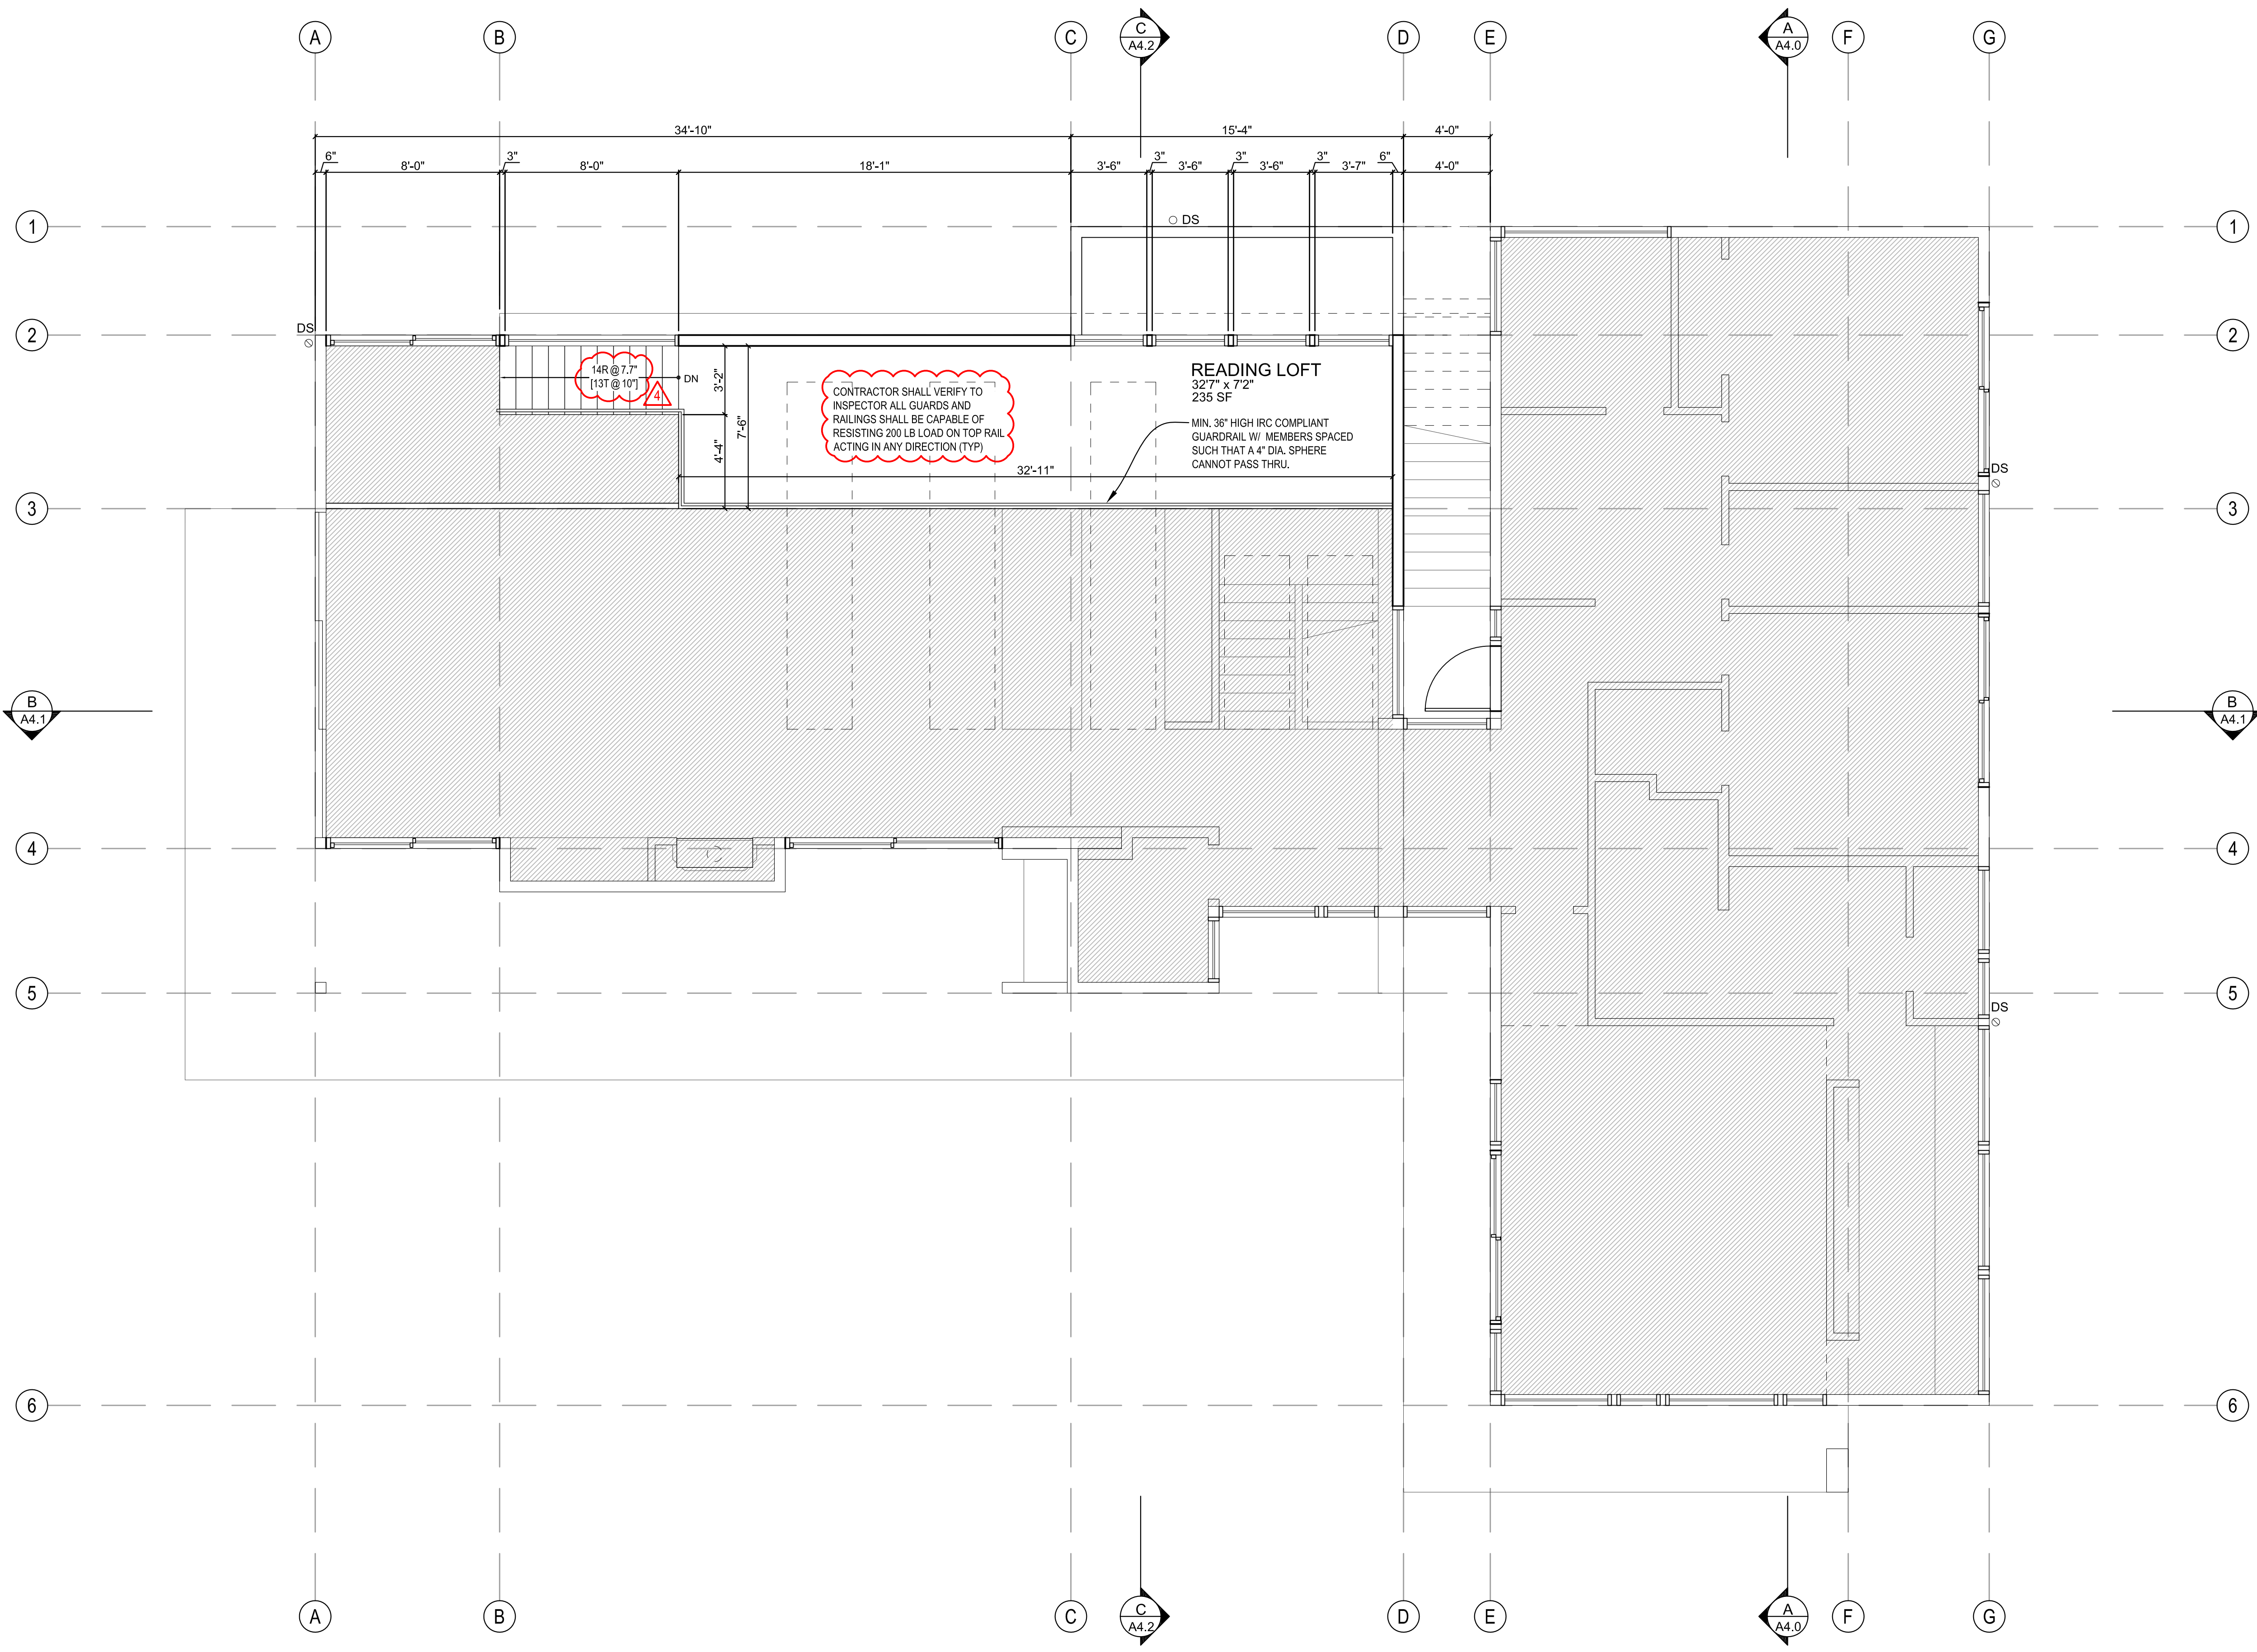 A
B
C
C
A4.2
D
E
A
A4.0
F
G
34'-10"
15'-4"
4'-0"
6"
8'-0"
3"
8'-0"
18'-1"
3'-6"
3"
3'-6"
3"
3'-6"
3"
3'-7"
6"
4'-0"
1
DS
1
2
DS
2
14R @ 7.7"
[13T @ 10"]
4
DN
3'-2"
4'-4"
7'-6"
CONTRACTOR SHALL VERIFY TO
INSPECTOR ALL GUARDS AND
RAILINGS SHALL BE CAPABLE OF
RESISTING 200 LB LOAD ON TOP RAIL
ACTING IN ANY DIRECTION (TYP)
READING LOFT
32'7" x 7'2"
235 SF
MIN. 36" HIGH IRC COMPLIANT
GUARDRAIL W/ MEMBERS SPACED
SUCH THAT A 4" DIA. SPHERE
CANNOT PASS THRU.
32'-11"
DS
3
3
B
A4.1
B
A4.1
4
4
5
DS
5
6
6
A
B
C
C
A4.2
D
E
A
A4.0
F
G